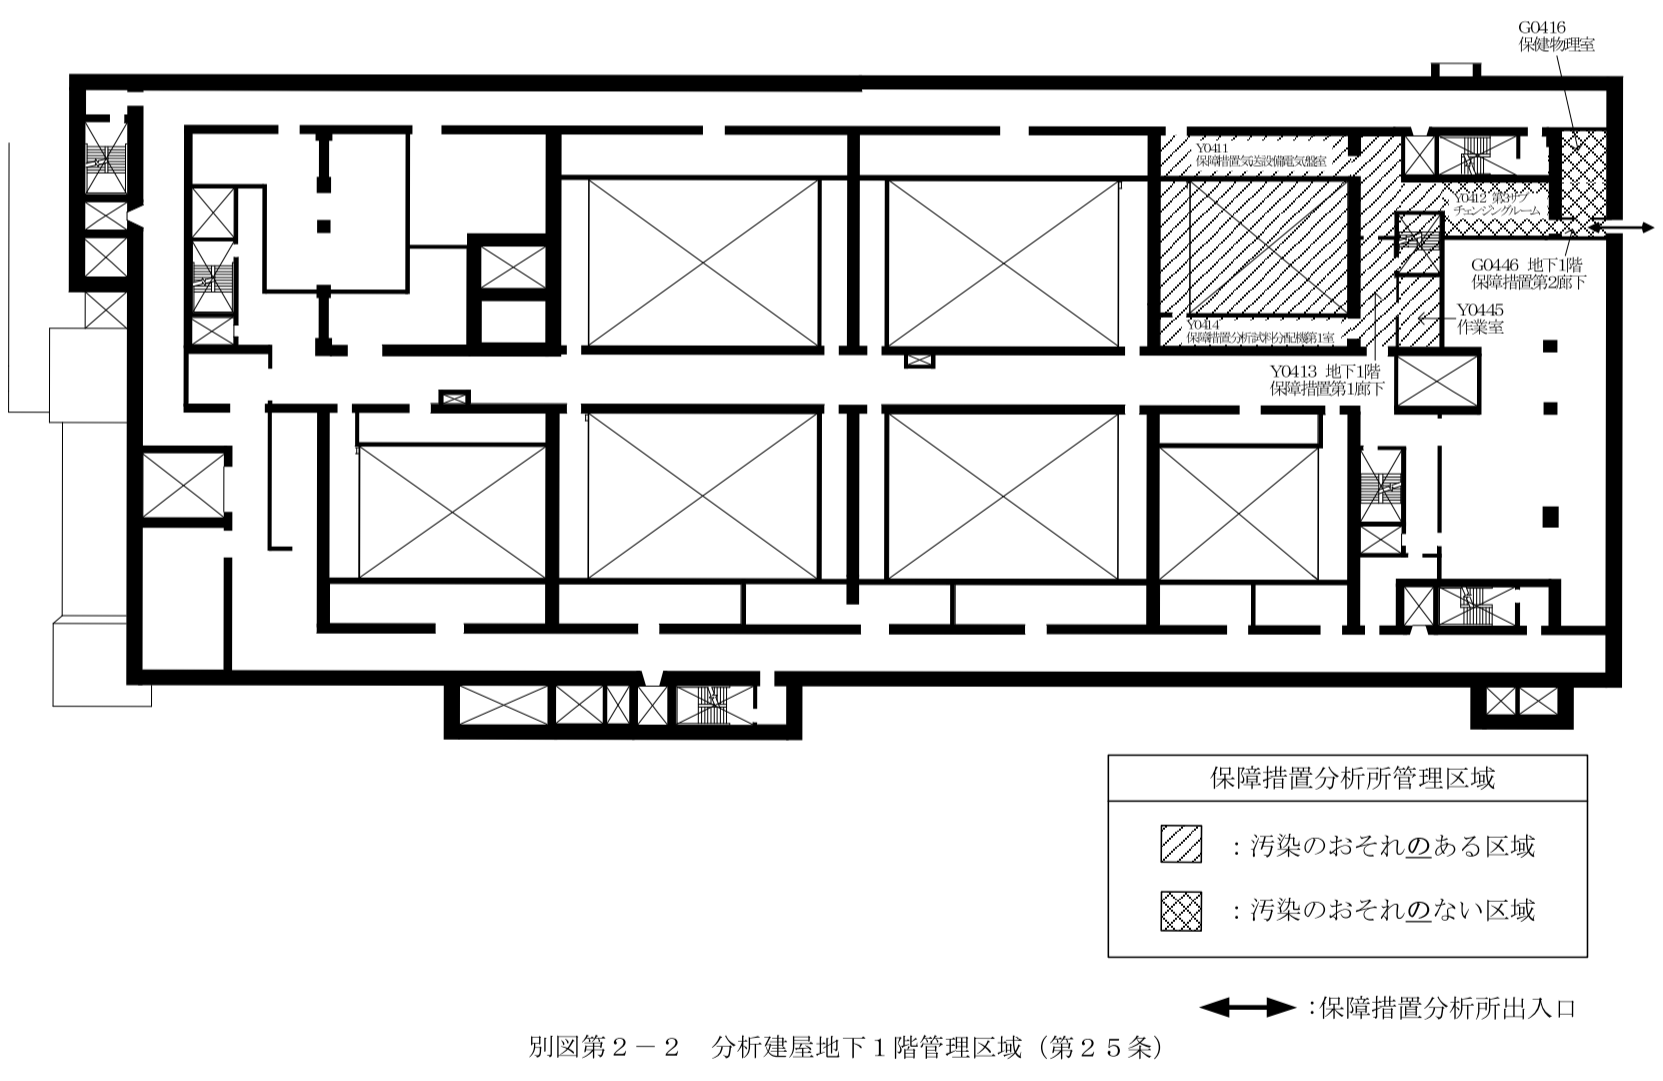 G0416
保健物理室
Y0411
保障措置気送設備電気盤室
Y0412 第3サブ
チェンジングルーム
G0446 地下1階
保障措置第2廊下
Y0445
作業室
Y0414
保障措置分析試料分配機第1室
Y0413 地下1階
保障措置第1廊下
保障措置分析所管理区域
：汚染のおそれのある区域
：汚染のおそれのない区域
：保障措置分析所出入口
別図第２－２　分析建屋地下１階管理区域（第２５条）